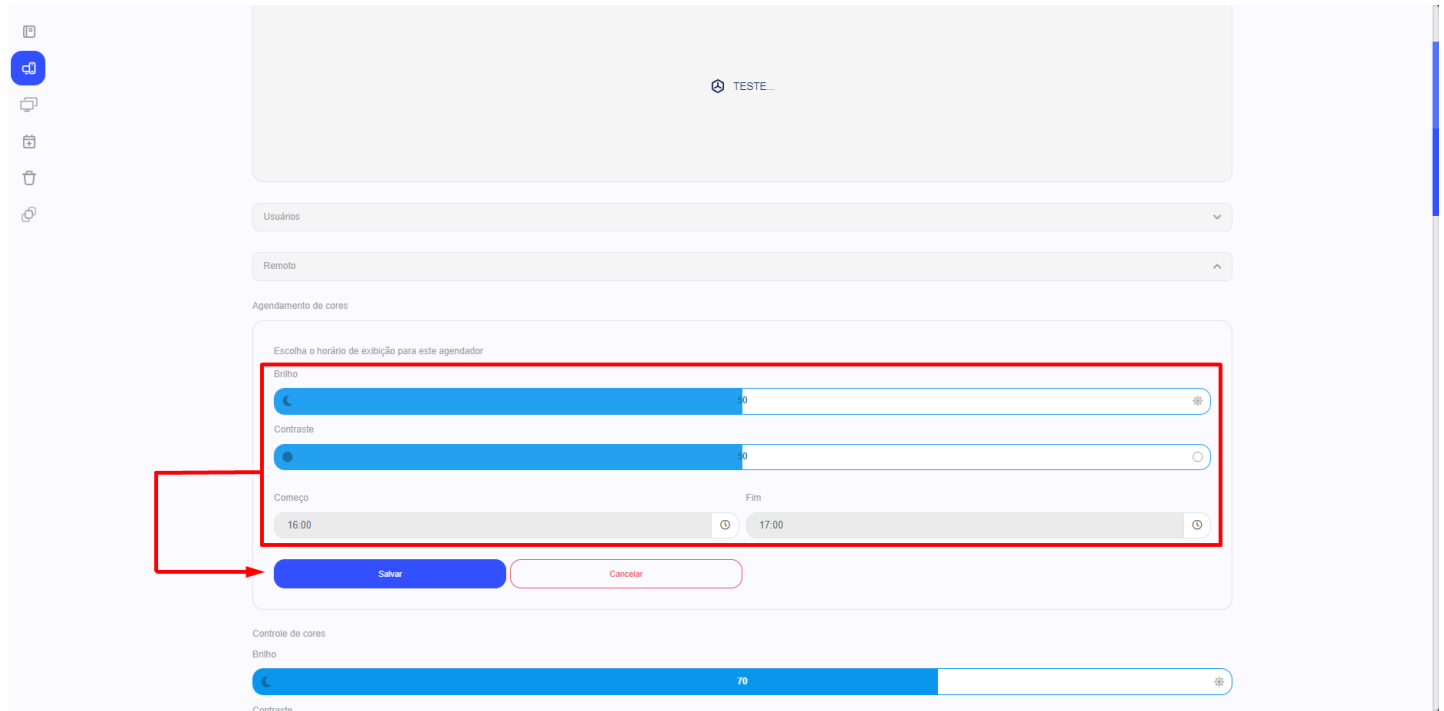 TESTE...
Usuários
Remoto
Agendamento de cores
Escolha o horário de exibição para este agendador
Brilho
50
Contraste
50
Começo Fim
16:00 17:00
Salvar Cancelar
Controle de cores
Brilho
70
Contraste